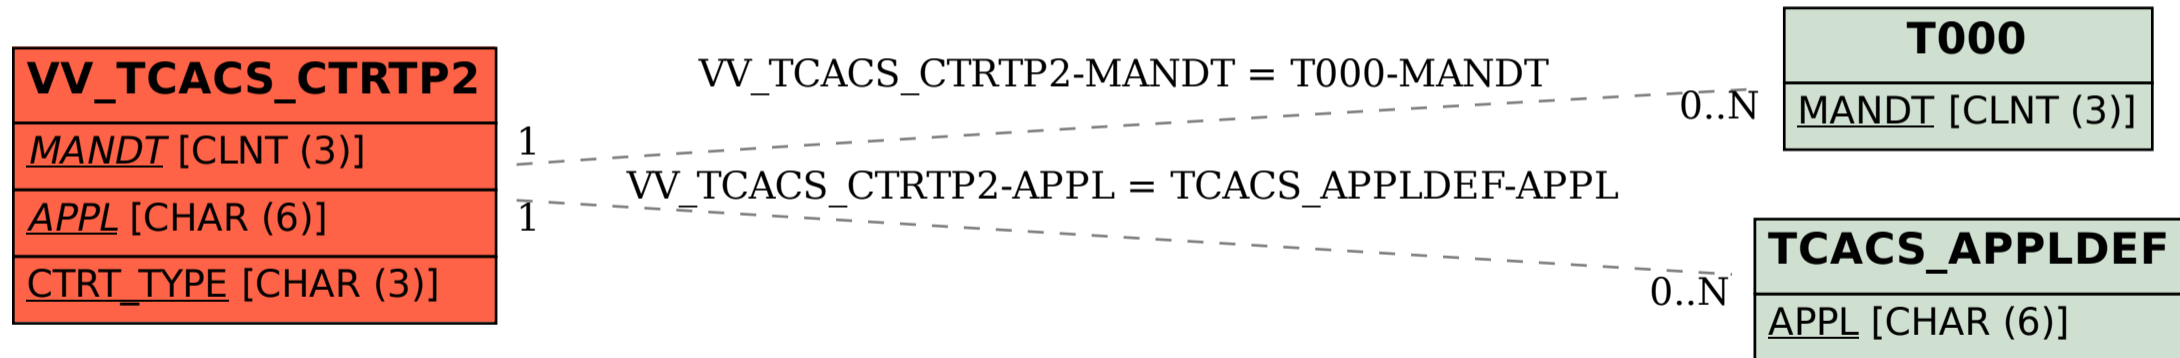 VV_TCACS_CTRTP2
MANDT [CLNT (3)]
APPL [CHAR (6)]
CTRT_TYPE [CHAR (3)]
VV_TCACS_CTRTP2-MANDT = T000-MANDT
1
0..N
VV_TCACS_CTRTP2-APPL = TCACS_APPLDEF-APPL
1
0..N
T000
MANDT [CLNT (3)]
TCACS_APPLDEF
APPL [CHAR (6)]